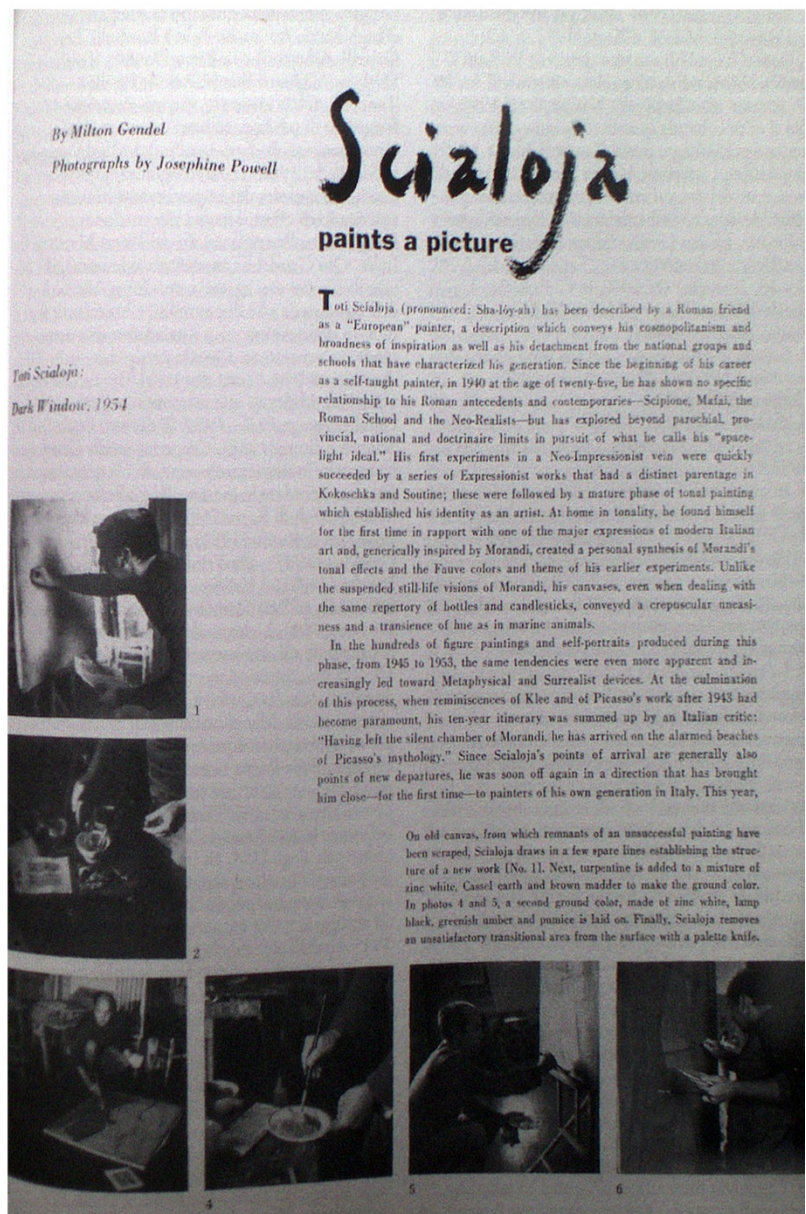 By Milton Gendel
Photographs by Josephine Powell
Scialoja
paints a picture
Toti Scialoja:
Dark Window, 1954
Toti Scialoja (pronounced: Sha-lóy-ah) has been described by a Roman friend
as a "European" painter, a description which conveys his cosmopolitanism and
broadness of inspiration as well as his detachment from the national groups and
schools that have characterized his generation. Since the beginning of his career
as a self-taught painter, in 1940 at the age of twenty-five, he has shown no specific
relationship to his Roman antecedents and contemporaries—Scipione, Mafai, the
Roman School and the Neo-Realists—but has explored beyond parochial, pro-
vincial, national and doctrinaire limits in pursuit of what he calls his "space-
light ideal." His first experiments in a Neo-Impressionist vein were quickly
succeeded by a series of Expressionist works that had a distinct parentage in
Kokoschka and Soutine; these were followed by a mature phase of tonal painting
which established his identity as an artist. At home in tonality, he found himself
for the first time in rapport with one of the major expressions of modern Italian
art and, generically inspired by Morandi, created a personal synthesis of Morandi's
tonal effects and the Fauve colors and theme of his earlier experiments. Unlike
the suspended still-life visions of Morandi, his canvases, even when dealing with
the same repertory of bottles and candlesticks, conveyed a crepuscular uneasi-
ness and a transience of hue as in marine animals.
In the hundreds of figure paintings and self-portraits produced during this
phase, from 1945 to 1953, the same tendencies were even more apparent and in-
creasingly led toward Metaphysical and Surrealist devices. At the culmination
of this process, when reminiscences of Klee and of Picasso's work after 1943 had
become paramount, his ten-year itinerary was summed up by an Italian critic:
"Having left the silent chamber of Morandi, he has arrived on the alarmed beaches
of Picasso's mythology." Since Scialoja's points of arrival are generally also
points of new departures, he was soon off again in a direction that has brought
him close—for the first time—to painters of his own generation in Italy. This year,
On old canvas, from which remnants of an unsuccessful painting have
been scraped, Scialoja draws in a few spare lines establishing the struc-
ture of a new work [No. 1]. Next, turpentine is added to a mixture of
zinc white, Cassel earth and brown madder to make the ground color.
In photos 4 and 5, a second ground color, made of zinc white, lamp
black, greenish umber and pumice is laid on. Finally, Scialoja removes
an unsatisfactory transitional area from the surface with a palette knife.
1
2
4
5
6